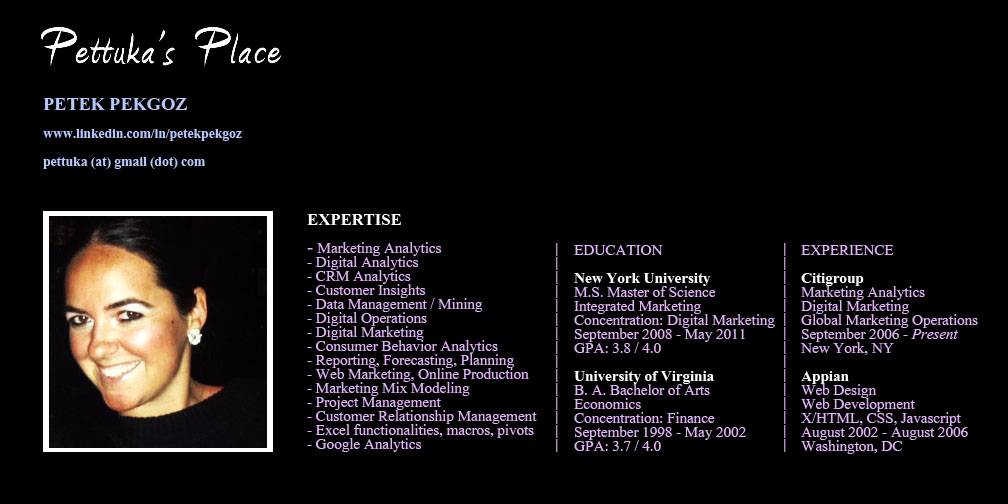 Pettuka's Place
PETEK PEKGOZ
www.linkedin.com/in/petekpekgoz
pettuka (at) gmail (dot) com
EXPERTISE
- Marketing Analytics
- Digital Analytics
- CRM Analytics
- Customer Insights
- Data Management / Mining
- Digital Operations
- Digital Marketing
- Consumer Behavior Analytics
- Reporting, Forecasting, Planning
- Web Marketing, Online Production
- Marketing Mix Modeling
- Project Management
- Customer Relationship Management
- Excel functionalities, macros, pivots
- Google Analytics
EDUCATION
New York University
M.S. Master of Science
Integrated Marketing
Concentration: Digital Marketing
September 2008 - May 2011
GPA: 3.8 / 4.0
University of Virginia
B. A. Bachelor of Arts
Economics
Concentration: Finance
September 1998 - May 2002
GPA: 3.7 / 4.0
EXPERIENCE
Citigroup
Marketing Analytics
Digital Marketing
Global Marketing Operations
September 2006 - Present
New York, NY
Appian
Web Design
Web Development
X/HTML, CSS, Javascript
August 2002 - August 2006
Washington, DC